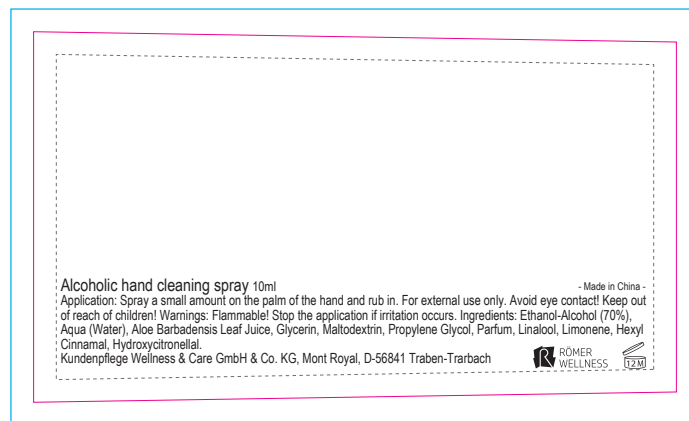 Alcoholic hand cleaning spray 10ml
- Made in China -
Application: Spray a small amount on the palm of the hand and rub in. For external use only. Avoid eye contact! Keep out
of reach of children! Warnings: Flammable! Stop the application if irritation occurs. Ingredients: Ethanol-Alcohol (70%),
Aqua (Water), Aloe Barbadensis Leaf Juice, Glycerin, Maltodextrin, Propylene Glycol, Parfum, Linalool, Limonene, Hexyl
Cinnamal, Hydroxycitronellal.
Kundenpflege Wellness & Care GmbH & Co. KG, Mont Royal, D-56841 Traben-Trarbach
R
RÖMER
WELLNESS
12M